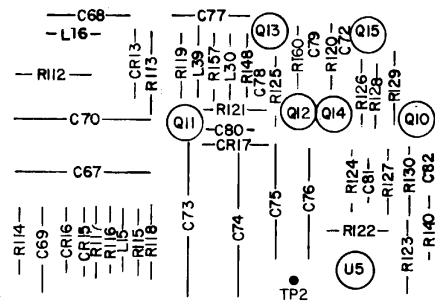 C68 C77 Q13 Q15
L16 CR13 R113 R119 L39 R157 L30 R148 C78 R125 R160 C79 R120 C72 R126 R128 R129
R112
R121
C70 Q11 Q12 Q14 Q10
C80
CR17
C67
R124 C81 R127 R130 C82
C73 C74 C75 C76
R114 C69 CR16 CR15 R117 R116 L15 R115 R118
R122 R123 R140
U5
TP2